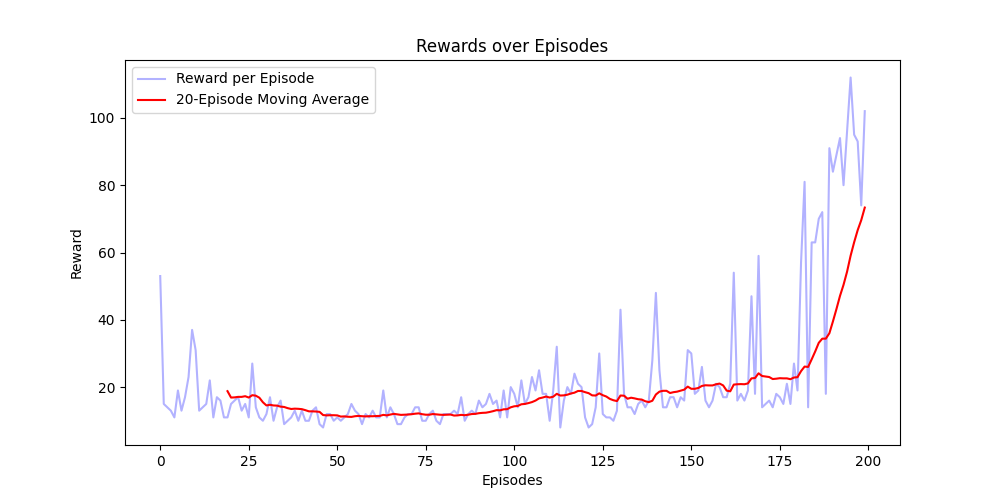 Rewards over Episodes
Reward per Episode
20-Episode Moving Average
Reward
100
80
60
40
20
0 25 50 75 100 125 150 175 200
Episodes